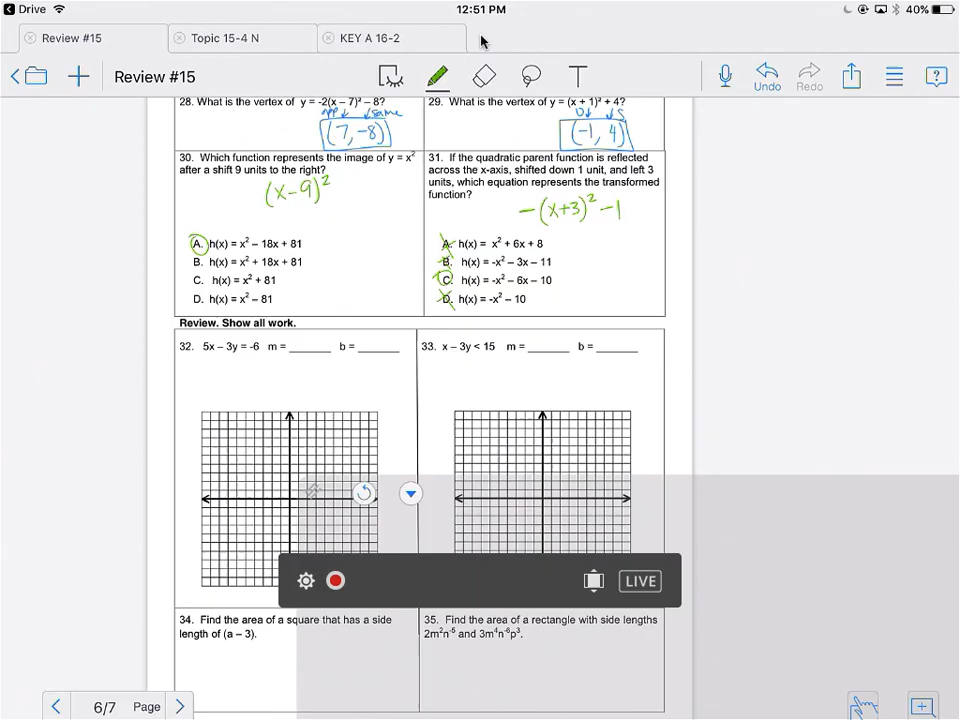 Drive
12:51 PM
40%
Review #15
Topic 15-4 N
KEY A 16-2
Review #15
Undo
Redo
28. What is the vertex of y = -2(x – 7)² – 8?
opp same
(7, -8)
29. What is the vertex of y = (x + 1)² + 4?
O S
(-1, 4)
30. Which function represents the image of y = x²
after a shift 9 units to the right?
(x-9)²
A. h(x) = x² – 18x + 81
B. h(x) = x² + 18x + 81
C. h(x) = x² + 81
D. h(x) = x² – 81
31. If the quadratic parent function is reflected
across the x-axis, shifted down 1 unit, and left 3
units, which equation represents the transformed
function?
-(x+3)² -1
A. h(x) = x² + 6x + 8
B. h(x) = -x² – 3x – 11
C. h(x) = -x² – 6x – 10
D. h(x) = -x² – 10
Review. Show all work.
32. 5x – 3y = -6 m = ______ b = ______
33. x – 3y < 15 m = ______ b = ______
LIVE
34. Find the area of a square that has a side
length of (a – 3).
35. Find the area of a rectangle with side lengths
2m²n⁻⁵ and 3m⁴n⁻⁶p³.
6/7 Page